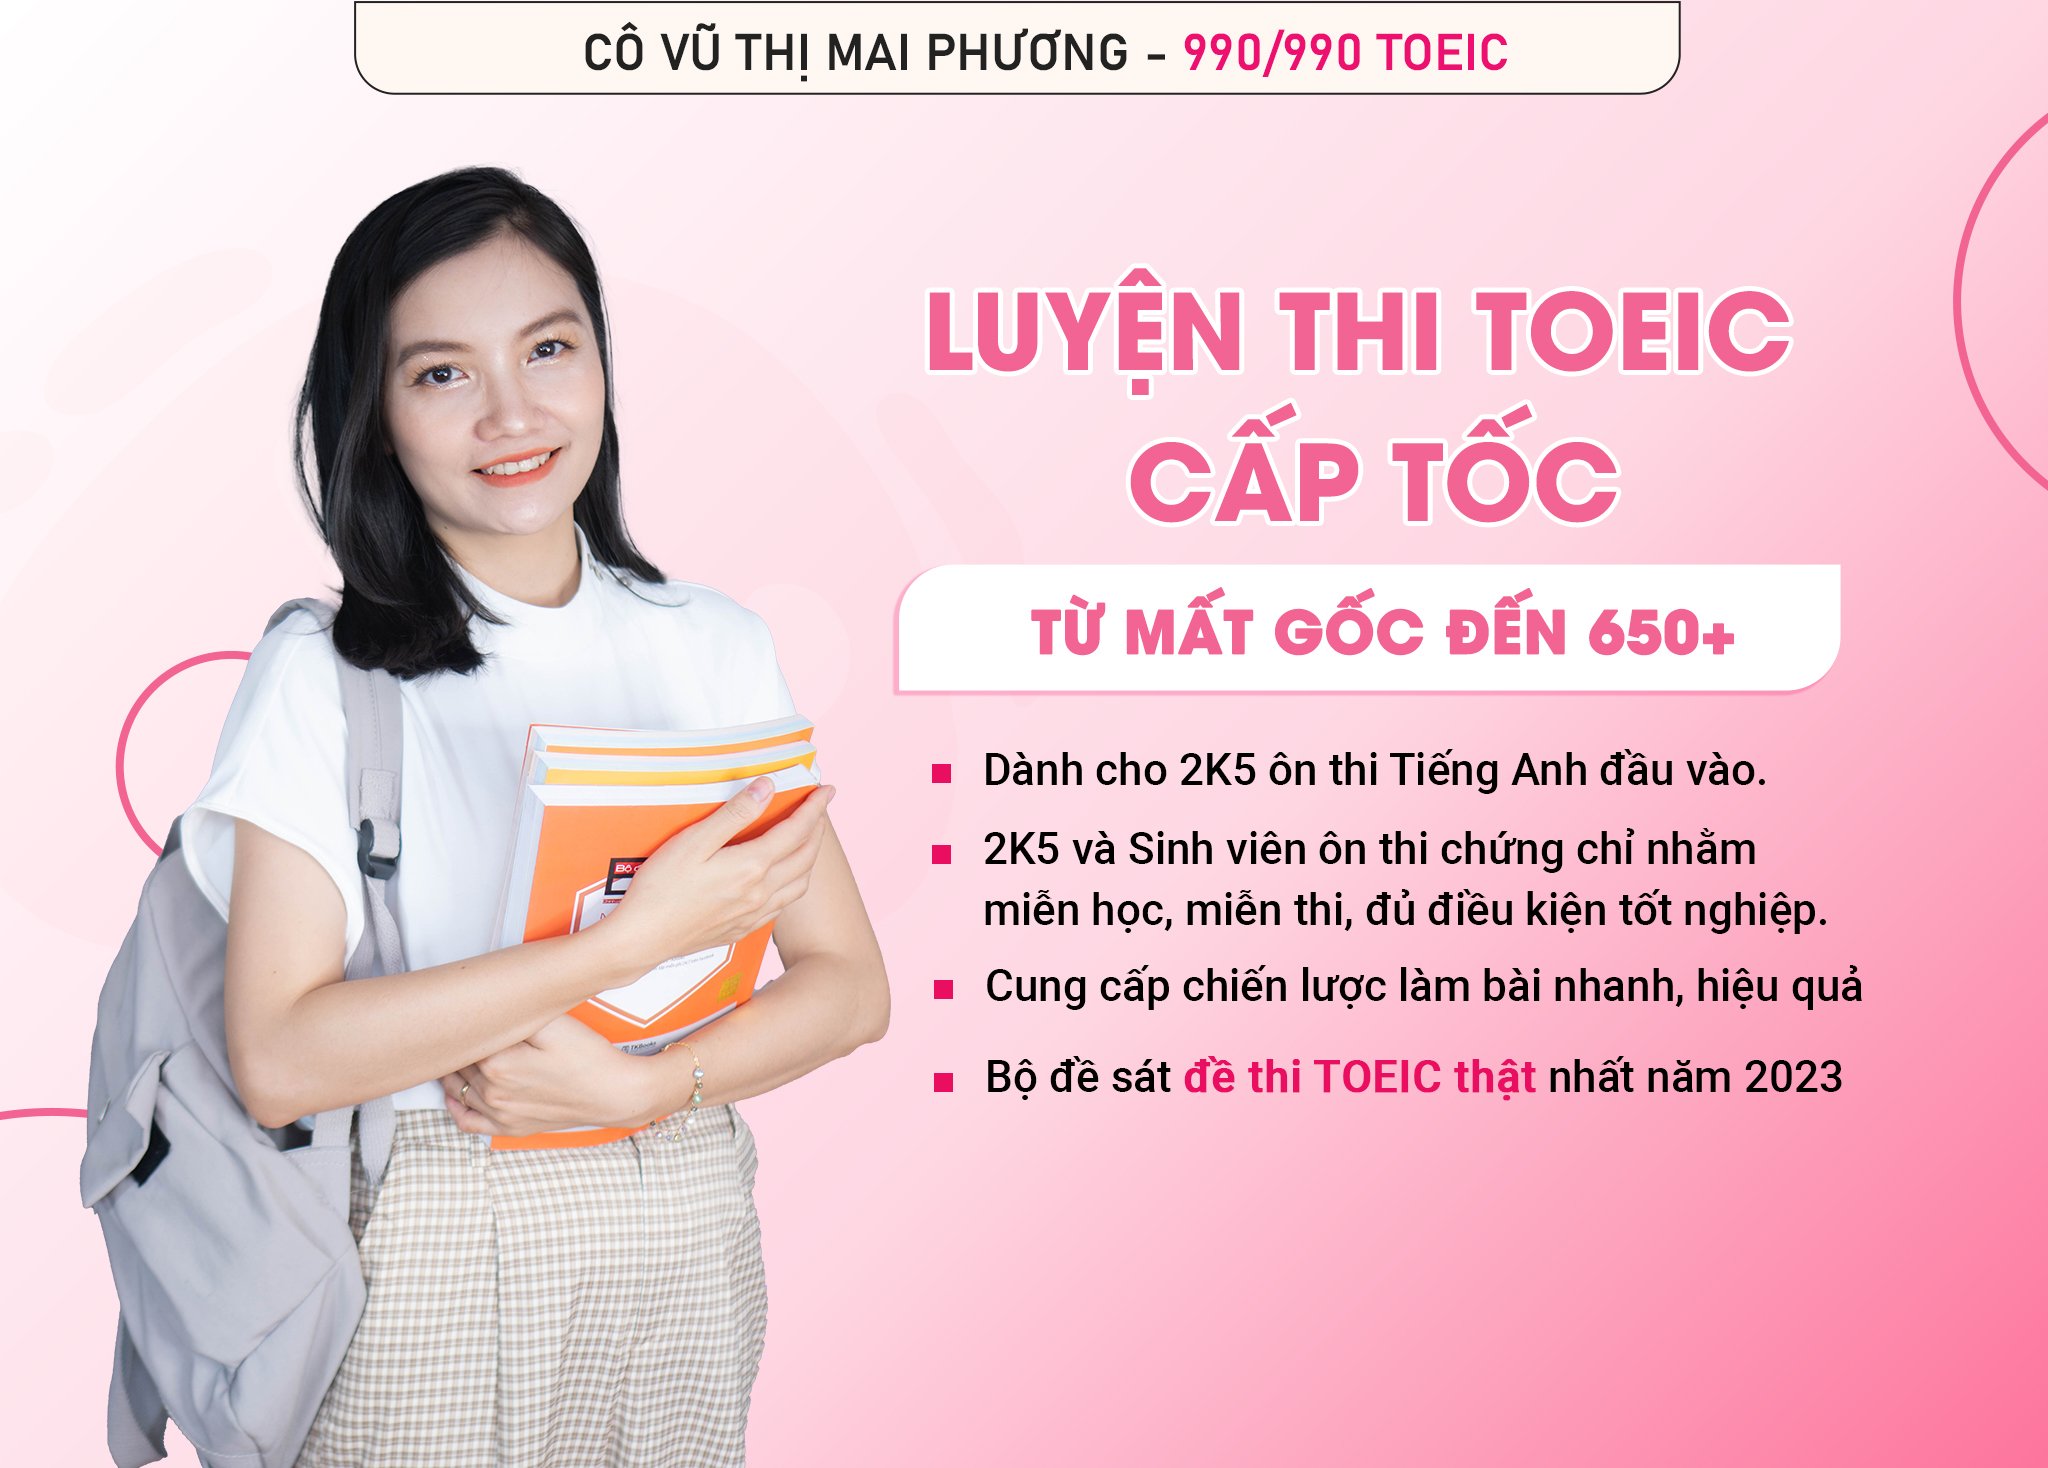 CÔ VŨ THỊ MAI PHƯƠNG - 990/990 TOEIC
LUYỆN THI TOEIC
CẤP TỐC
TỪ MẤT GỐC ĐẾN 650+
Dành cho 2K5 ôn thi Tiếng Anh đầu vào.
2K5 và Sinh viên ôn thi chứng chỉ nhằm
miễn học, miễn thi, đủ điều kiện tốt nghiệp.
Cung cấp chiến lược làm bài nhanh, hiệu quả
Bộ đề sát đề thi TOEIC thật nhất năm 2023